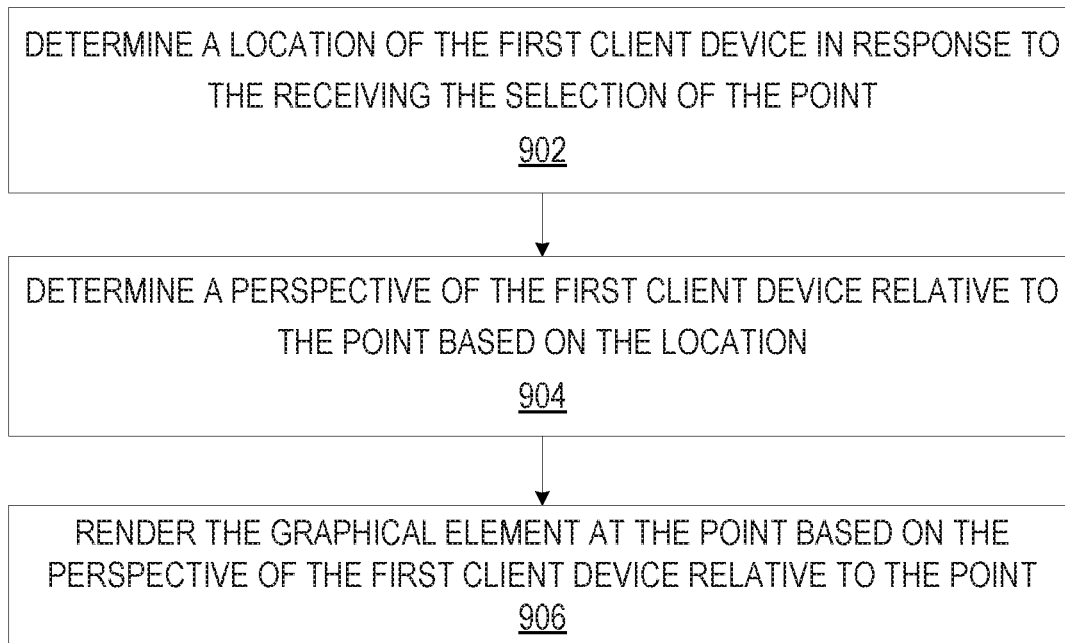 DETERMINE A LOCATION OF THE FIRST CLIENT DEVICE IN RESPONSE TO
THE RECEIVING THE SELECTION OF THE POINT
902
DETERMINE A PERSPECTIVE OF THE FIRST CLIENT DEVICE RELATIVE TO
THE POINT BASED ON THE LOCATION
904
RENDER THE GRAPHICAL ELEMENT AT THE POINT BASED ON THE
PERSPECTIVE OF THE FIRST CLIENT DEVICE RELATIVE TO THE POINT
906